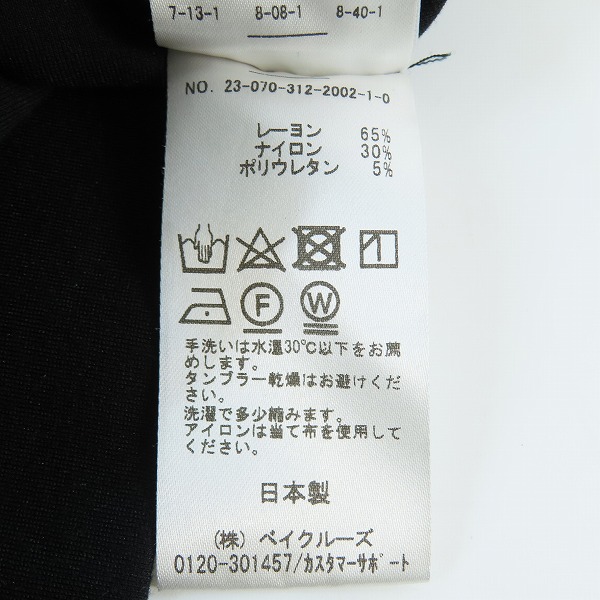 7-13-1 8-08-1 8-40-1
NO. 23-070-312-2002-1-0
レーヨン 65%
ナイロン 30%
ポリウレタン 5%
F W
手洗いは水温30℃以下をお薦
めします。
タンブラー乾燥はお避けくだ
さい。
洗濯で多少縮みます。
アイロンは当て布を使用して
ください。
日本製
(株) ベイクルーズ
0120-301457/カスタマーサポート